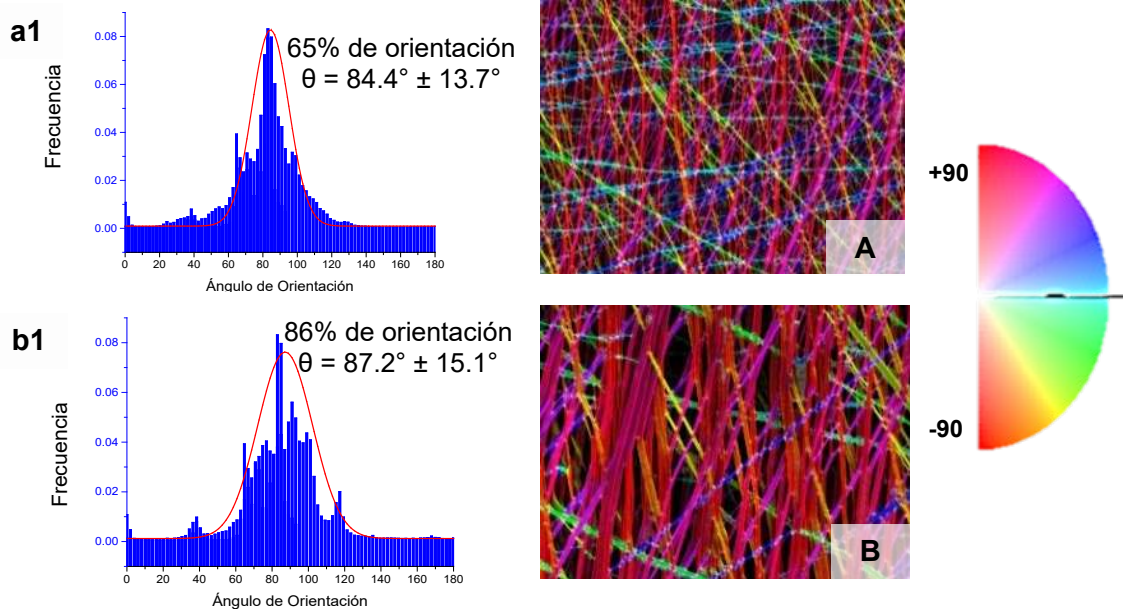 a1
65% de orientación
θ = 84.4° ± 13.7°
Frecuencia
0.08
0.06
0.04
0.02
0.00
0 20 40 60 80 100 120 140 160 180
Ángulo de Orientación
A
+90
-90
b1
86% de orientación
θ = 87.2° ± 15.1°
Frecuencia
0.08
0.06
0.04
0.02
0.00
0 20 40 60 80 100 120 140 160 180
Ángulo de Orientación
B